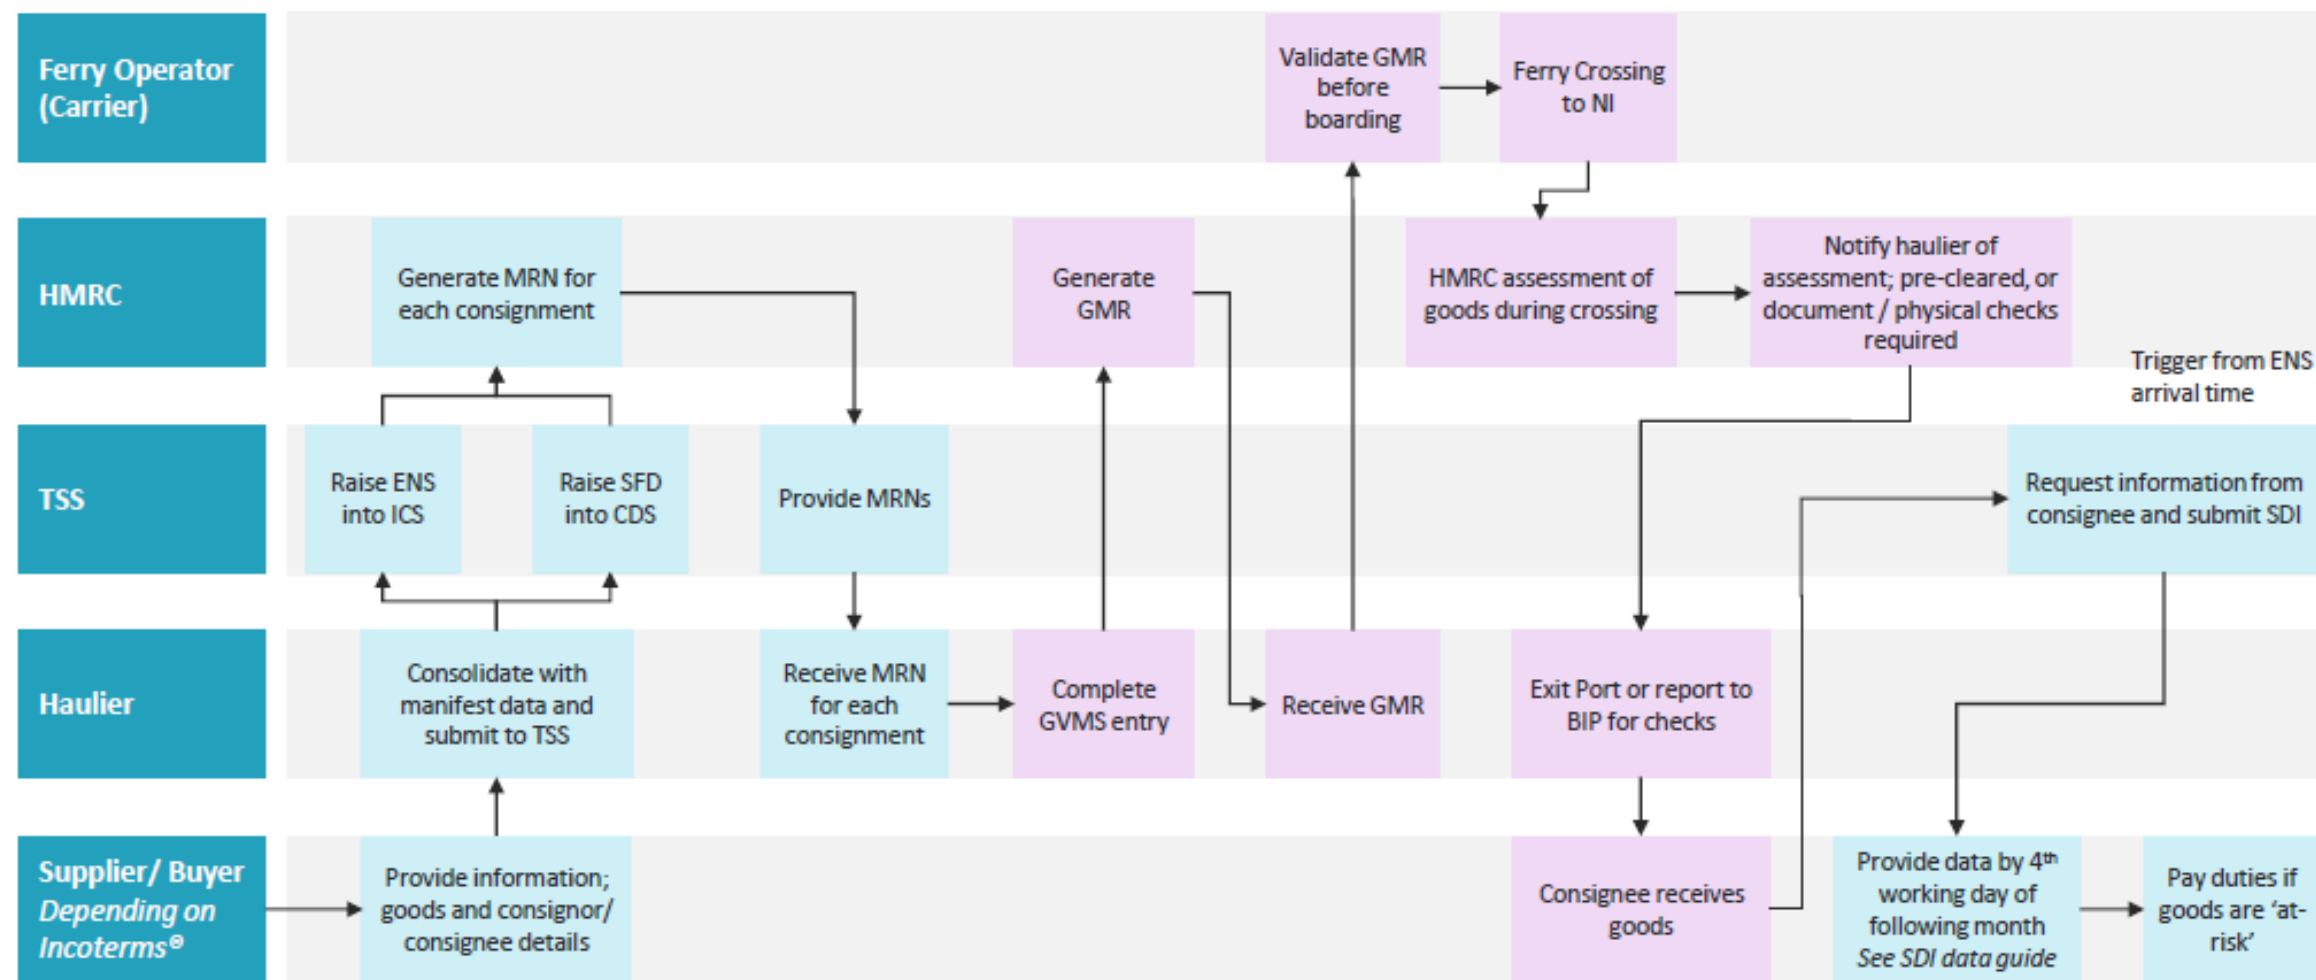 Ferry Operator
(Carrier)
Validate GMR
before
boarding
Ferry Crossing
to NI
HMRC
Generate MRN for
each consignment
Generate
GMR
HMRC assessment of
goods during crossing
Notify haulier of
assessment; pre-cleared, or
document / physical checks
required
Trigger from ENS
arrival time
TSS
Raise ENS
into ICS
Raise SFD
into CDS
Provide MRNs
Request information from
consignee and submit SDI
Haulier
Consolidate with
manifest data and
submit to TSS
Receive MRN
for each
consignment
Complete
GVMS entry
Receive GMR
Exit Port or report to
BIP for checks
Supplier/ Buyer
Depending on
Incoterms®
Provide information;
goods and consignor/
consignee details
Consignee receives
goods
Provide data by 4th
working day of
following month
See SDI data guide
Pay duties if
goods are ‘at-
risk’